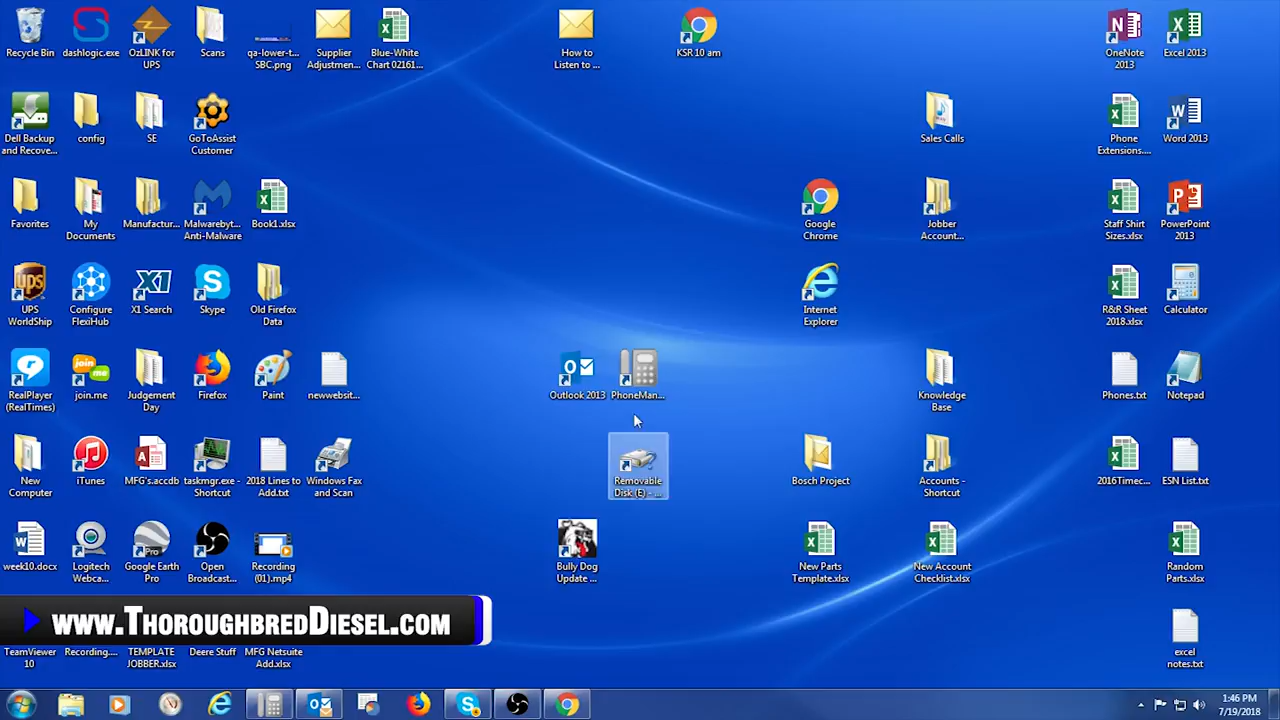 Recycle Bin
dashlogic.exe
OzLINK for
UPS
Scans
qa-lower-t...
SBC.png
Supplier
Adjustmen...
Blue-White
Chart 02161...
How to
Listen to ...
KSR 10 am
OneNote
2013
Excel 2013
Dell Backup
and Recove...
config
SE
GoToAssist
Customer
Sales Calls
Phone
Extensions....
Word 2013
Favorites
My
Documents
Manufactur...
Malwarebyt...
Anti-Malware
Book1.xlsx
Google
Chrome
Jobber
Account...
Staff Shirt
Sizes.xlsx
PowerPoint
2013
UPS
WorldShip
Configure
FlexiHub
X1 Search
Skype
Old Firefox
Data
Internet
Explorer
R&R Sheet
2018.xlsx
Calculator
RealPlayer
(RealTimes)
join.me
Judgement
Day
Firefox
Paint
newwebsit...
Outlook 2013
PhoneMan...
Knowledge
Base
Phones.txt
Notepad
New
Computer
iTunes
MFG's.accdb
taskmgr.exe -
Shortcut
2018 Lines to
Add.txt
Windows Fax
and Scan
Removable
Disk (E) - ...
Bosch Project
Accounts -
Shortcut
2016Timec...
ESN List.txt
week10.docx
Logitech
Webca...
Google Earth
Pro
Open
Broadcast...
Recording
(01).mp4
Bully Dog
Update ...
New Parts
Template.xlsx
New Account
Checklist.xlsx
Random
Parts.xlsx
www.ThoroughbredDiesel.com
TeamViewer
10
Recording....
TEMPLATE
JOBBER.xlsx
Deere Stuff
MFG Netsuite
Add.xlsx
excel
notes.txt
1:46 PM
7/19/2018